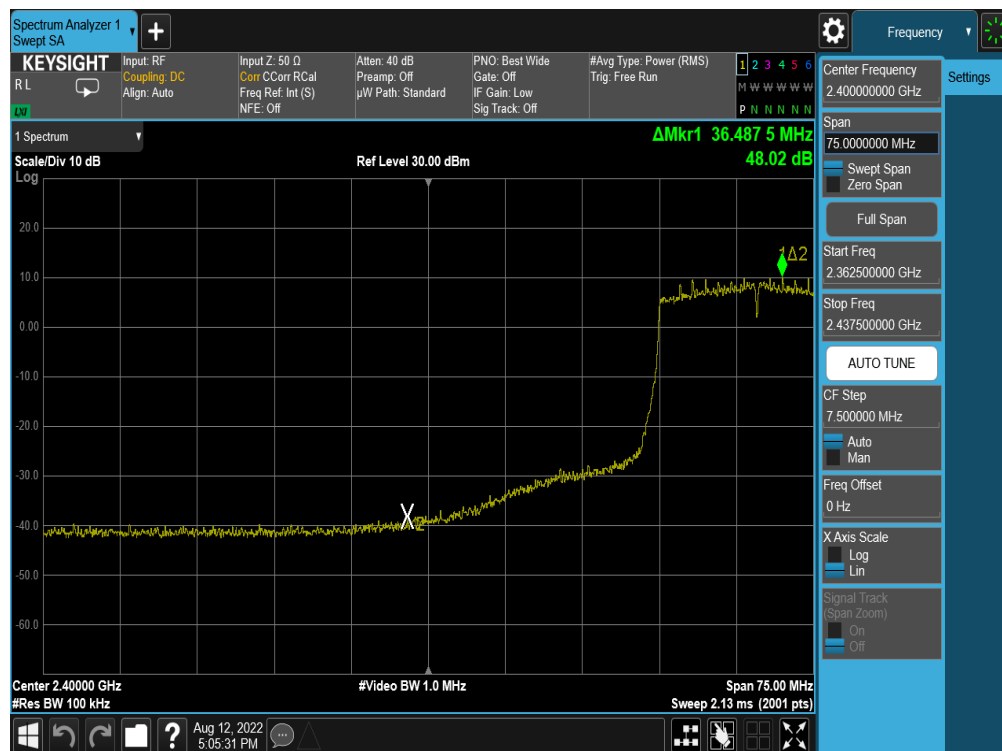 Spectrum Analyzer 1
Swept SA
Frequency
KEYSIGHT
R L
LXI
Input: RF
Coupling: DC
Align: Auto
Input Z: 50 Ω
Corr CCorr RCal
Freq Ref: Int (S)
NFE: Off
Atten: 40 dB
Preamp: Off
µW Path: Standard
PNO: Best Wide
Gate: Off
IF Gain: Low
Sig Track: Off
#Avg Type: Power (RMS)
Trig: Free Run
1 2 3 4 5 6
M W W W W W
P N N N N N
1 Spectrum
Scale/Div 10 dB
Log
Ref Level 30.00 dBm
ΔMkr1 36.487 5 MHz
48.02 dB
20.0
10.0
0.00
-10.0
-20.0
-30.0
-40.0
-50.0
-60.0
1Δ2
2
Center 2.40000 GHz
#Res BW 100 kHz
#Video BW 1.0 MHz
Span 75.00 MHz
Sweep 2.13 ms (2001 pts)
Center Frequency
2.400000000 GHz
Settings
Span
75.0000000 MHz
Swept Span
Zero Span
Full Span
Start Freq
2.362500000 GHz
Stop Freq
2.437500000 GHz
AUTO TUNE
CF Step
7.500000 MHz
Auto
Man
Freq Offset
0 Hz
X Axis Scale
Log
Lin
Signal Track
(Span Zoom)
On
Off
?
Aug 12, 2022
5:05:31 PM